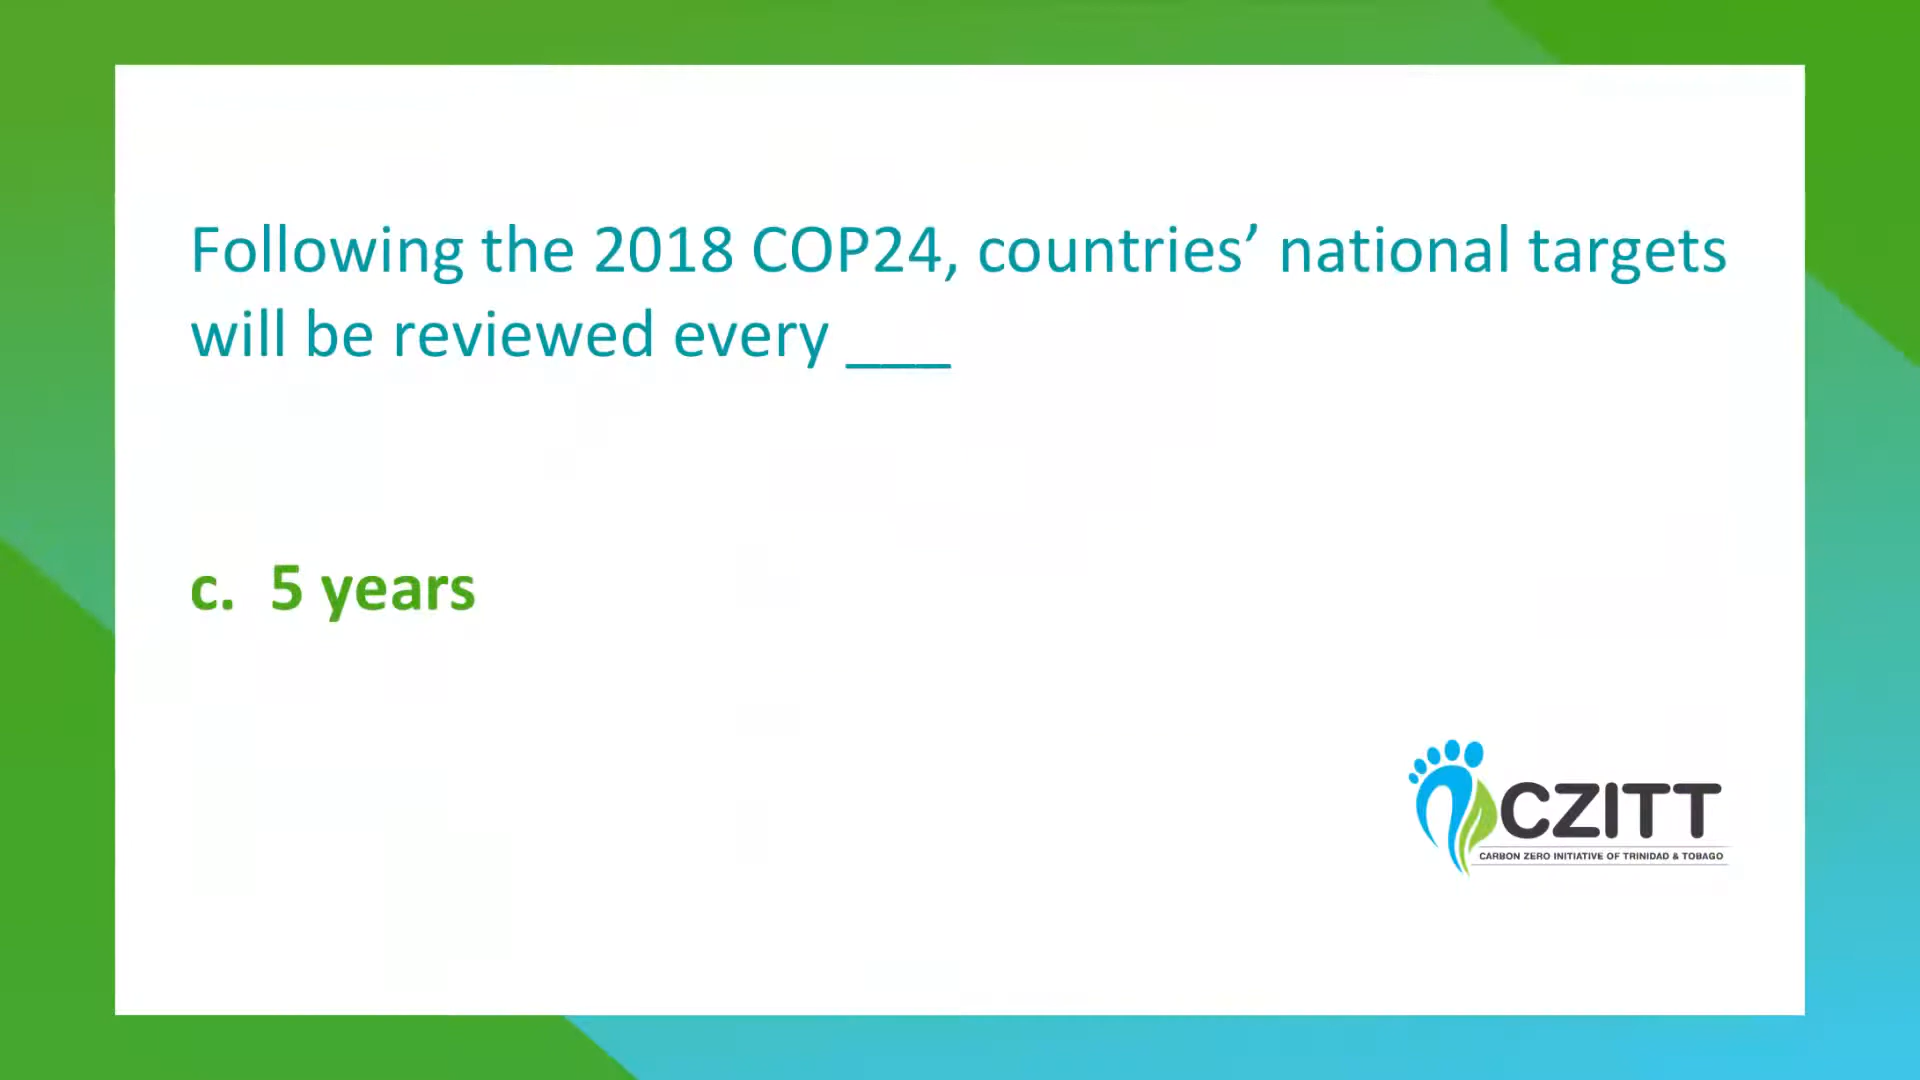 Following the 2018 COP24, countries’ national targets
will be reviewed every ___
c. 5 years
CZITT
CARBON ZERO INITIATIVE OF TRINIDAD & TOBAGO